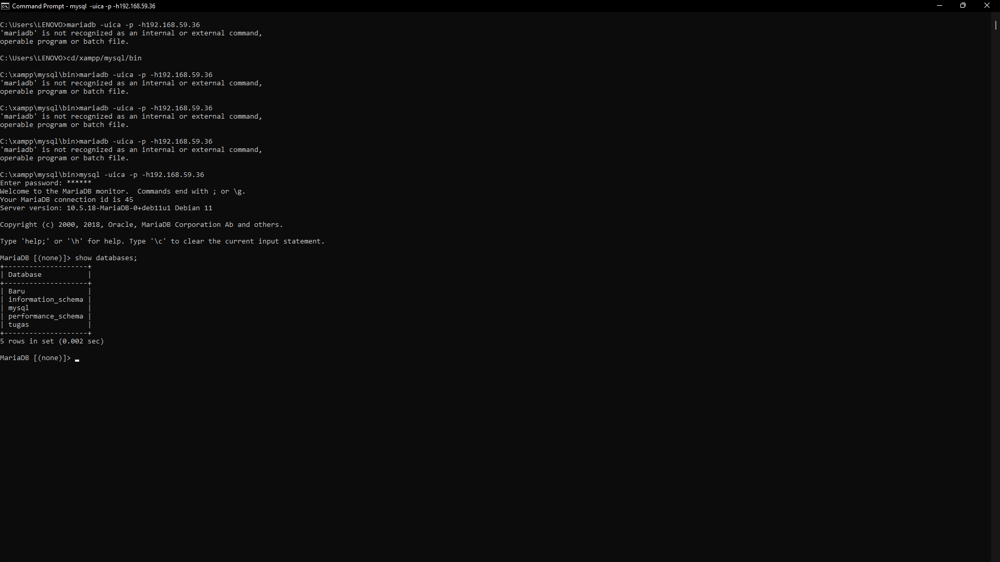 Command Prompt - mysql -uica -p -h192.168.59.36
C:\Users\LENOVO>mariadb -uica -p -h192.168.59.36
'mariadb' is not recognized as an internal or external command,
operable program or batch file.
C:\Users\LENOVO>cd/xampp/mysql/bin
C:\xampp\mysql\bin>mariadb -uica -p -h192.168.59.36
'mariadb' is not recognized as an internal or external command,
operable program or batch file.
C:\xampp\mysql\bin>mariadb -uica -p -h192.168.59.36
'mariadb' is not recognized as an internal or external command,
operable program or batch file.
C:\xampp\mysql\bin>mariadb -uica -p -h192.168.59.36
'mariadb' is not recognized as an internal or external command,
operable program or batch file.
C:\xampp\mysql\bin>mysql -uica -p -h192.168.59.36
Enter password: ******
Welcome to the MariaDB monitor.  Commands end with ; or \g.
Your MariaDB connection id is 45
Server version: 10.5.18-MariaDB-0+deb11u1 Debian 11
Copyright (c) 2000, 2018, Oracle, MariaDB Corporation Ab and others.
Type 'help;' or '\h' for help. Type '\c' to clear the current input statement.
MariaDB [(none)]> show databases;
+--------------------+
| Database           |
+--------------------+
| Baru               |
| information_schema |
| mysql              |
| performance_schema |
| tugas              |
+--------------------+
5 rows in set (0.002 sec)
MariaDB [(none)]> _